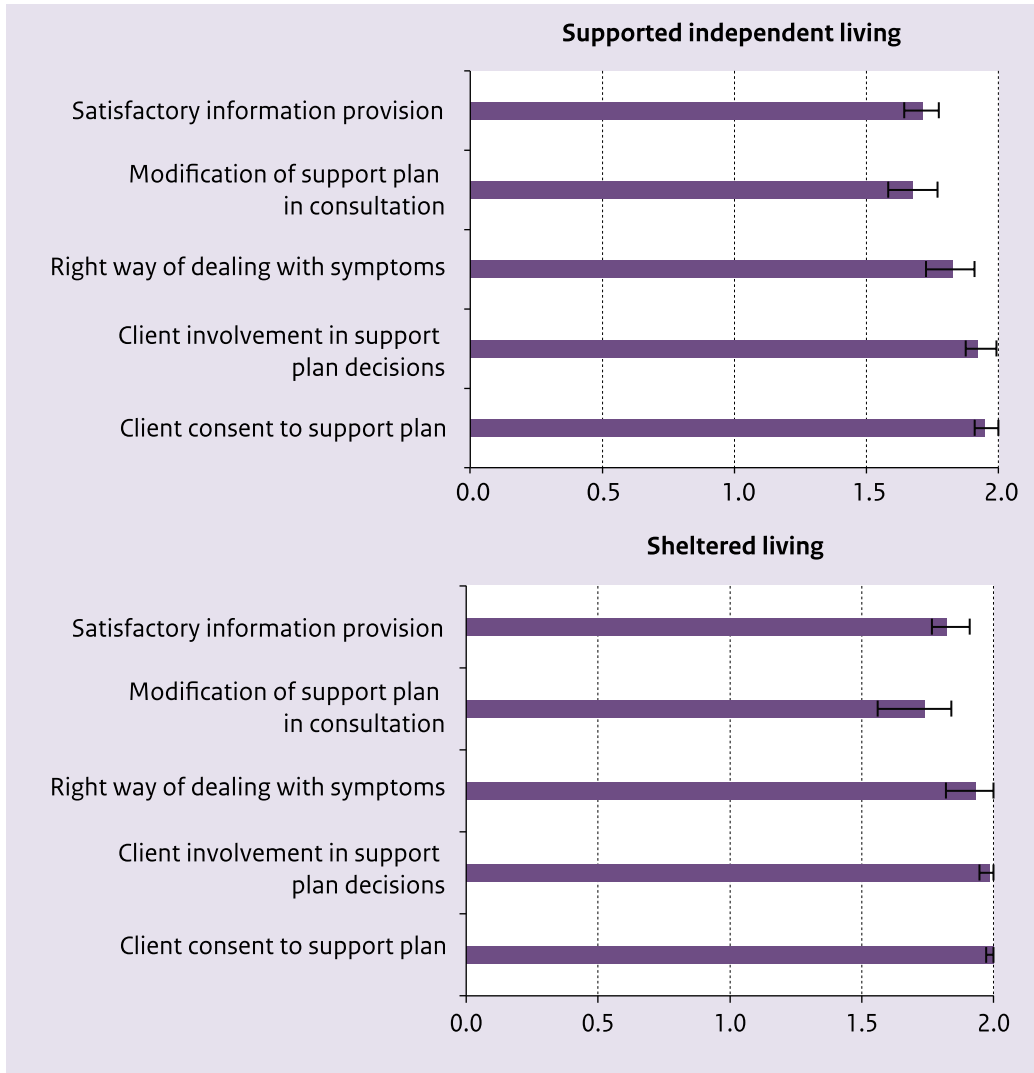 Supported independent living
Satisfactory information provision
Modification of support plan
in consultation
Right way of dealing with symptoms
Client involvement in support
plan decisions
Client consent to support plan
0.0 0.5 1.0 1.5 2.0
Sheltered living
Satisfactory information provision
Modification of support plan
in consultation
Right way of dealing with symptoms
Client involvement in support
plan decisions
Client consent to support plan
0.0 0.5 1.0 1.5 2.0